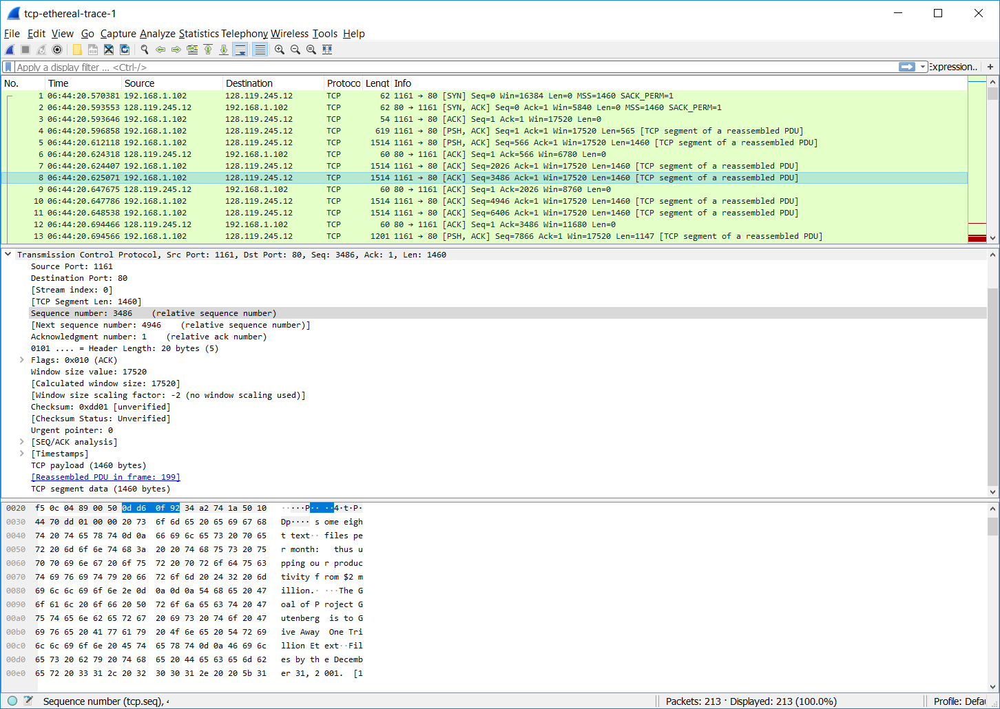 tcp-ethereal-trace-1
File Edit View Go Capture Analyze Statistics Telephony Wireless Tools Help
Apply a display filter ... <Ctrl-/> Expression.. +
No. Time Source Destination Protoco Lengt Info
1 06:44:20.570381 192.168.1.102 128.119.245.12 TCP 62 1161 → 80 [SYN] Seq=0 Win=16384 Len=0 MSS=1460 SACK_PERM=1
2 06:44:20.593553 128.119.245.12 192.168.1.102 TCP 62 80 → 1161 [SYN, ACK] Seq=0 Ack=1 Win=5840 Len=0 MSS=1460 SACK_PERM=1
3 06:44:20.593646 192.168.1.102 128.119.245.12 TCP 54 1161 → 80 [ACK] Seq=1 Ack=1 Win=17520 Len=0
4 06:44:20.596858 192.168.1.102 128.119.245.12 TCP 619 1161 → 80 [PSH, ACK] Seq=1 Ack=1 Win=17520 Len=565 [TCP segment of a reassembled PDU]
5 06:44:20.612118 192.168.1.102 128.119.245.12 TCP 1514 1161 → 80 [PSH, ACK] Seq=566 Ack=1 Win=17520 Len=1460 [TCP segment of a reassembled PDU]
6 06:44:20.624318 128.119.245.12 192.168.1.102 TCP 60 80 → 1161 [ACK] Seq=1 Ack=566 Win=6780 Len=0
7 06:44:20.624407 192.168.1.102 128.119.245.12 TCP 1514 1161 → 80 [ACK] Seq=2026 Ack=1 Win=17520 Len=1460 [TCP segment of a reassembled PDU]
8 06:44:20.625071 192.168.1.102 128.119.245.12 TCP 1514 1161 → 80 [ACK] Seq=3486 Ack=1 Win=17520 Len=1460 [TCP segment of a reassembled PDU]
9 06:44:20.647675 128.119.245.12 192.168.1.102 TCP 60 80 → 1161 [ACK] Seq=1 Ack=2026 Win=8760 Len=0
10 06:44:20.647786 192.168.1.102 128.119.245.12 TCP 1514 1161 → 80 [ACK] Seq=4946 Ack=1 Win=17520 Len=1460 [TCP segment of a reassembled PDU]
11 06:44:20.648538 192.168.1.102 128.119.245.12 TCP 1514 1161 → 80 [ACK] Seq=6406 Ack=1 Win=17520 Len=1460 [TCP segment of a reassembled PDU]
12 06:44:20.694466 128.119.245.12 192.168.1.102 TCP 60 80 → 1161 [ACK] Seq=1 Ack=3486 Win=11680 Len=0
13 06:44:20.694566 192.168.1.102 128.119.245.12 TCP 1201 1161 → 80 [PSH, ACK] Seq=7866 Ack=1 Win=17520 Len=1147 [TCP segment of a reassembled PDU]
Transmission Control Protocol, Src Port: 1161, Dst Port: 80, Seq: 3486, Ack: 1, Len: 1460
Source Port: 1161
Destination Port: 80
[Stream index: 0]
[TCP Segment Len: 1460]
Sequence number: 3486 (relative sequence number)
[Next sequence number: 4946 (relative sequence number)]
Acknowledgment number: 1 (relative ack number)
0101 .... = Header Length: 20 bytes (5)
Flags: 0x010 (ACK)
Window size value: 17520
[Calculated window size: 17520]
[Window size scaling factor: -2 (no window scaling used)]
Checksum: 0xdd01 [unverified]
[Checksum Status: Unverified]
Urgent pointer: 0
[SEQ/ACK analysis]
[Timestamps]
TCP payload (1460 bytes)
[Reassembled PDU in frame: 199]
TCP segment data (1460 bytes)
0020 f5 0c 04 89 00 50 0d d6 0f 92 34 a2 74 1a 50 10 ·····P·· ··4·t·P·
0030 44 70 dd 01 00 00 20 73 6f 6d 65 20 65 69 67 68 Dp···· s ome eigh
0040 74 20 74 65 78 74 0d 0a 66 69 6c 65 73 20 70 65 t text·· files pe
0050 72 20 6d 6f 6e 74 68 3a 20 20 74 68 75 73 20 75 r month: thus u
0060 70 70 69 6e 67 20 6f 75 72 20 70 72 6f 64 75 63 pping ou r produc
0070 74 69 76 69 74 79 20 66 72 6f 6d 20 24 32 20 6d tivity f rom $2 m
0080 69 6c 6c 69 6f 6e 2e 0d 0a 0d 0a 54 68 65 20 47 illion.· ···The G
0090 6f 61 6c 20 6f 66 20 50 72 6f 6a 65 63 74 20 47 oal of P roject G
00a0 75 74 65 6e 62 65 72 67 20 69 73 20 74 6f 20 47 utenberg is to G
00b0 69 76 65 20 41 77 61 79 20 4f 6e 65 20 54 72 69 ive Away One Tri
00c0 6c 6c 69 6f 6e 20 45 74 65 78 74 0d 0a 46 69 6c llion Et ext··Fil
00d0 65 73 20 62 79 20 74 68 65 20 44 65 63 65 6d 62 es by th e Decemb
00e0 65 72 20 33 31 2c 20 32 30 30 31 2e 20 20 5b 31 er 31, 2 001. [1
Sequence number (tcp.seq), Packets: 213 · Displayed: 213 (100.0%) Profile: Defau